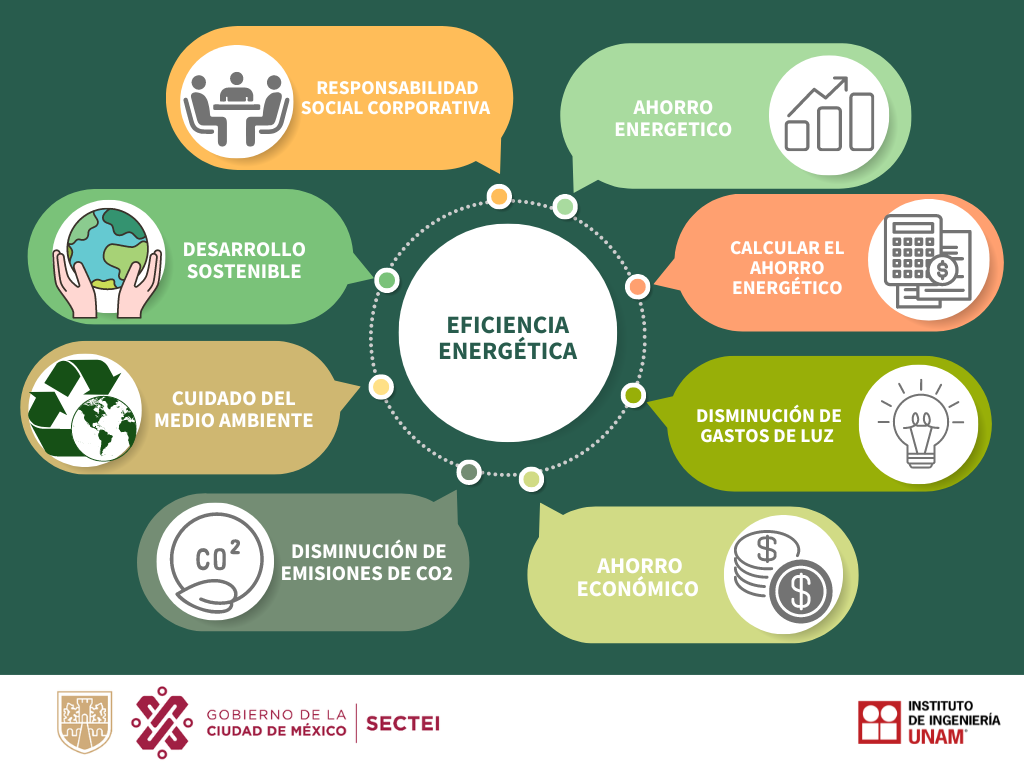 RESPONSABILIDAD
SOCIAL CORPORATIVA
AHORRO
ENERGETICO
DESARROLLO
SOSTENIBLE
CALCULAR EL
AHORRO
ENERGÉTICO
$
EFICIENCIA
ENERGÉTICA
CUIDADO DEL
MEDIO AMBIENTE
DISMINUCIÓN DE
GASTOS DE LUZ
CO²
DISMINUCIÓN DE
EMISIONES DE CO2
AHORRO
ECONÓMICO
$
$
GOBIERNO DE LA
CIUDAD DE MÉXICO
SECTEI
INSTITUTO
DE INGENIERÍA
UNAM